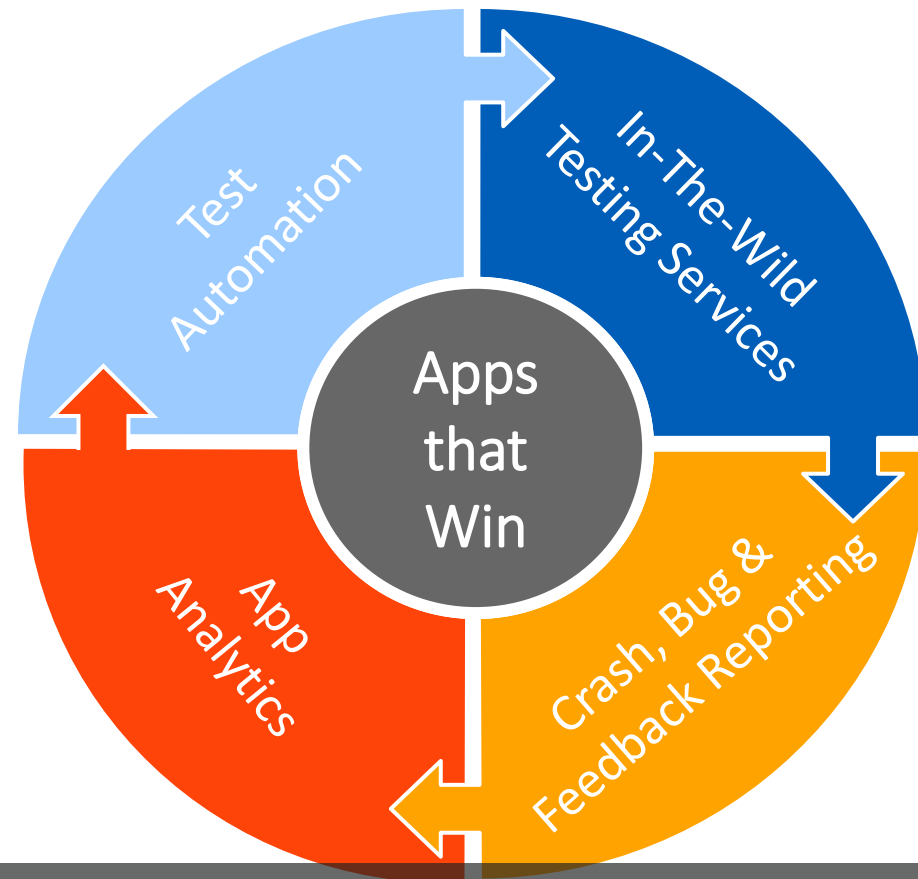 Test
Automation
In-The-Wild
Testing Services
Apps
that
Win
App
Analytics
Crash, Bug &
Feedback Reporting